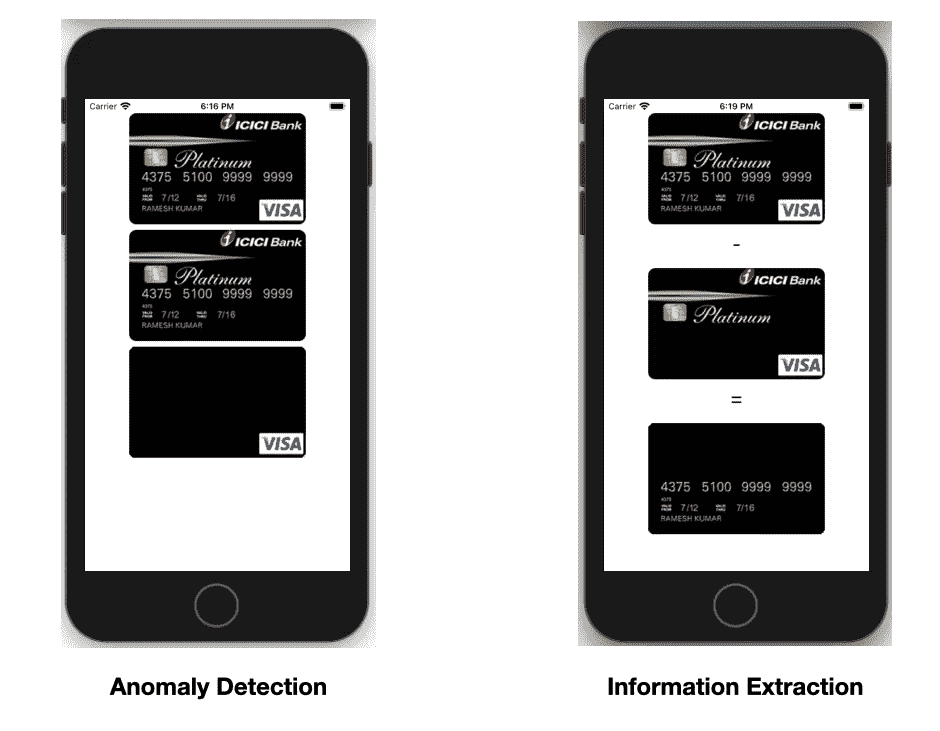 Carrier 6:16 PM
ICICI Bank
Platinum
4375 5100 9999 9999
4375
VALID FROM 7/12 VALID THRU 7/16
RAMESH KUMAR VISA
ICICI Bank
Platinum
4375 5100 9999 9999
4375
VALID FROM 7/12 VALID THRU 7/16
RAMESH KUMAR
VISA
Anomaly Detection
Carrier 6:19 PM
ICICI Bank
Platinum
4375 5100 9999 9999
4375
VALID FROM 7/12 VALID THRU 7/16
RAMESH KUMAR VISA
-
ICICI Bank
Platinum
VISA
=
4375 5100 9999 9999
4375
VALID FROM 7/12 VALID THRU 7/16
RAMESH KUMAR
Information Extraction